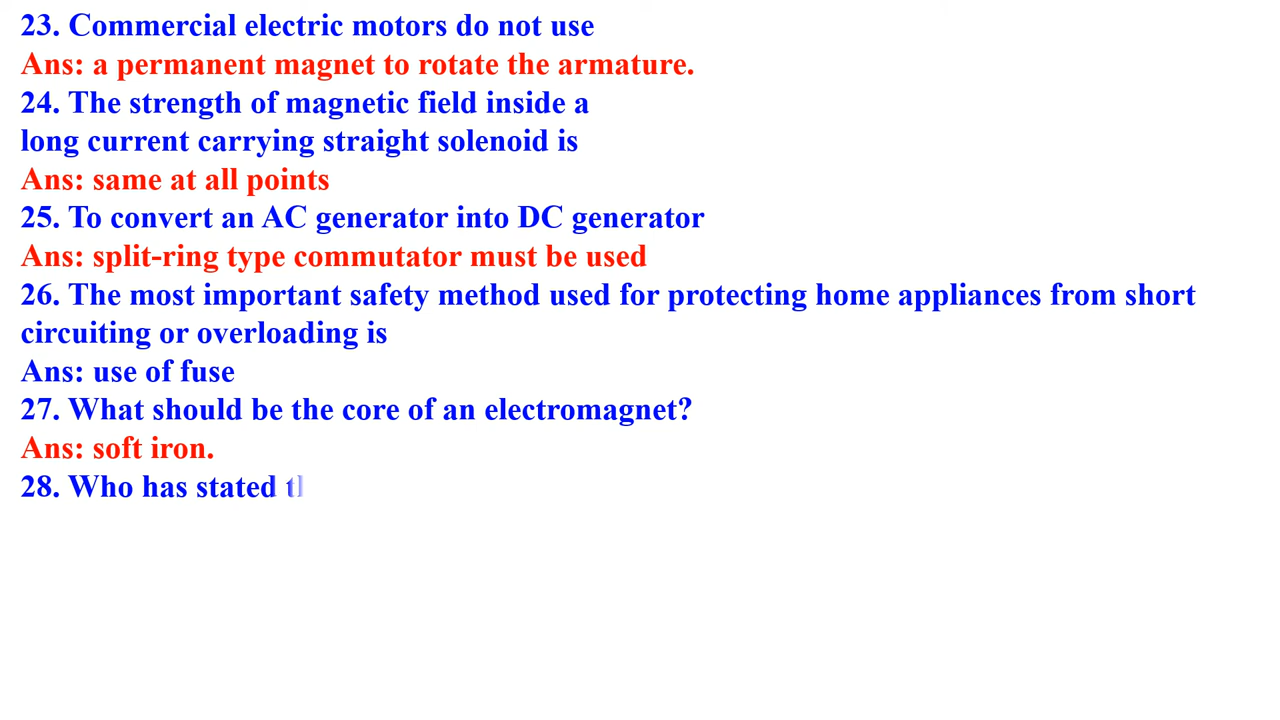 23. Commercial electric motors do not use
Ans: a permanent magnet to rotate the armature.
24. The strength of magnetic field inside a
long current carrying straight solenoid is
Ans: same at all points
25. To convert an AC generator into DC generator
Ans: split-ring type commutator must be used
26. The most important safety method used for protecting home appliances from short
circuiting or overloading is
Ans: use of fuse
27. What should be the core of an electromagnet?
Ans: soft iron.
28. Who has stated